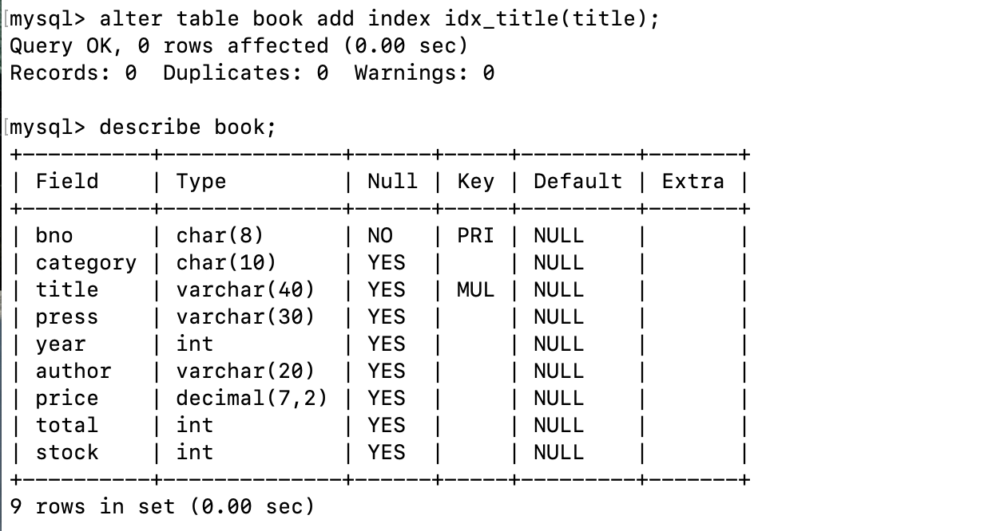 [mysql> alter table book add index idx_title(title);
Query OK, 0 rows affected (0.00 sec)
Records: 0  Duplicates: 0  Warnings: 0
[mysql> describe book;
+----------+--------------+------+-----+---------+-------+
| Field    | Type         | Null | Key | Default | Extra |
+----------+--------------+------+-----+---------+-------+
| bno      | char(8)      | NO   | PRI | NULL    |       |
| category | char(10)     | YES  |     | NULL    |       |
| title    | varchar(40)  | YES  | MUL | NULL    |       |
| press    | varchar(30)  | YES  |     | NULL    |       |
| year     | int          | YES  |     | NULL    |       |
| author   | varchar(20)  | YES  |     | NULL    |       |
| price    | decimal(7,2) | YES  |     | NULL    |       |
| total    | int          | YES  |     | NULL    |       |
| stock    | int          | YES  |     | NULL    |       |
+----------+--------------+------+-----+---------+-------+
9 rows in set (0.00 sec)